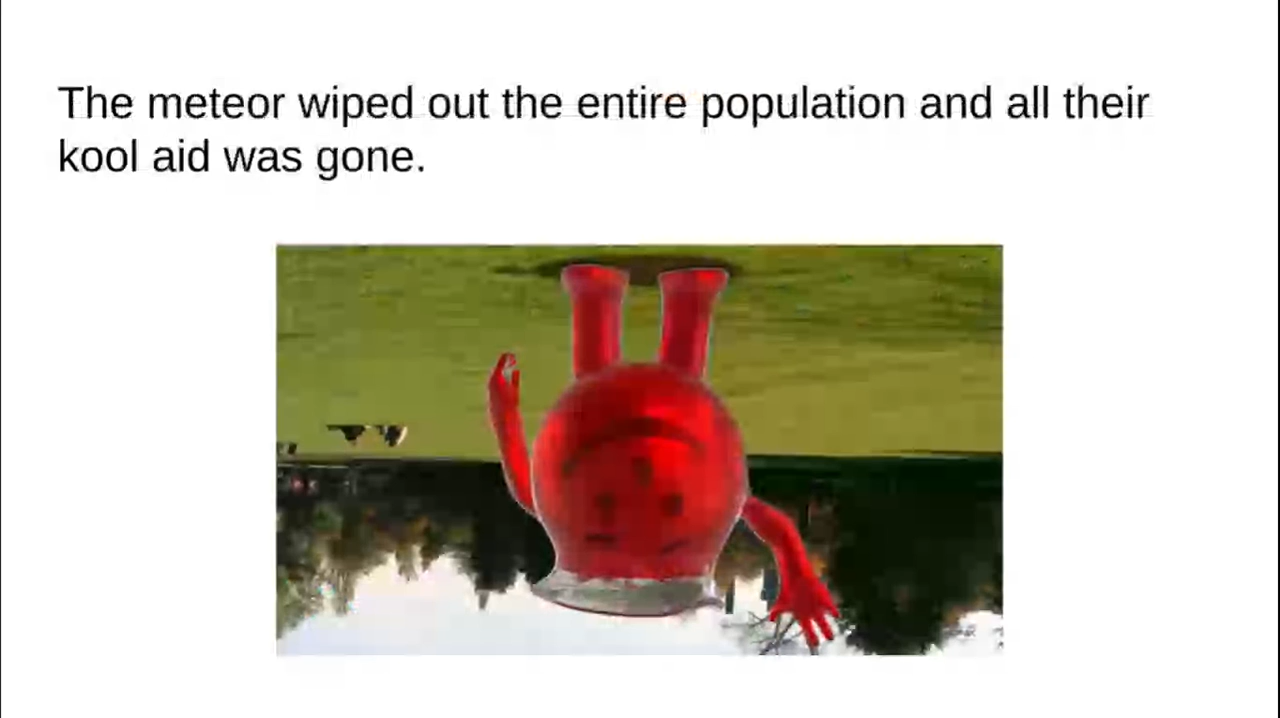 The meteor wiped out the entire population and all their
kool aid was gone.